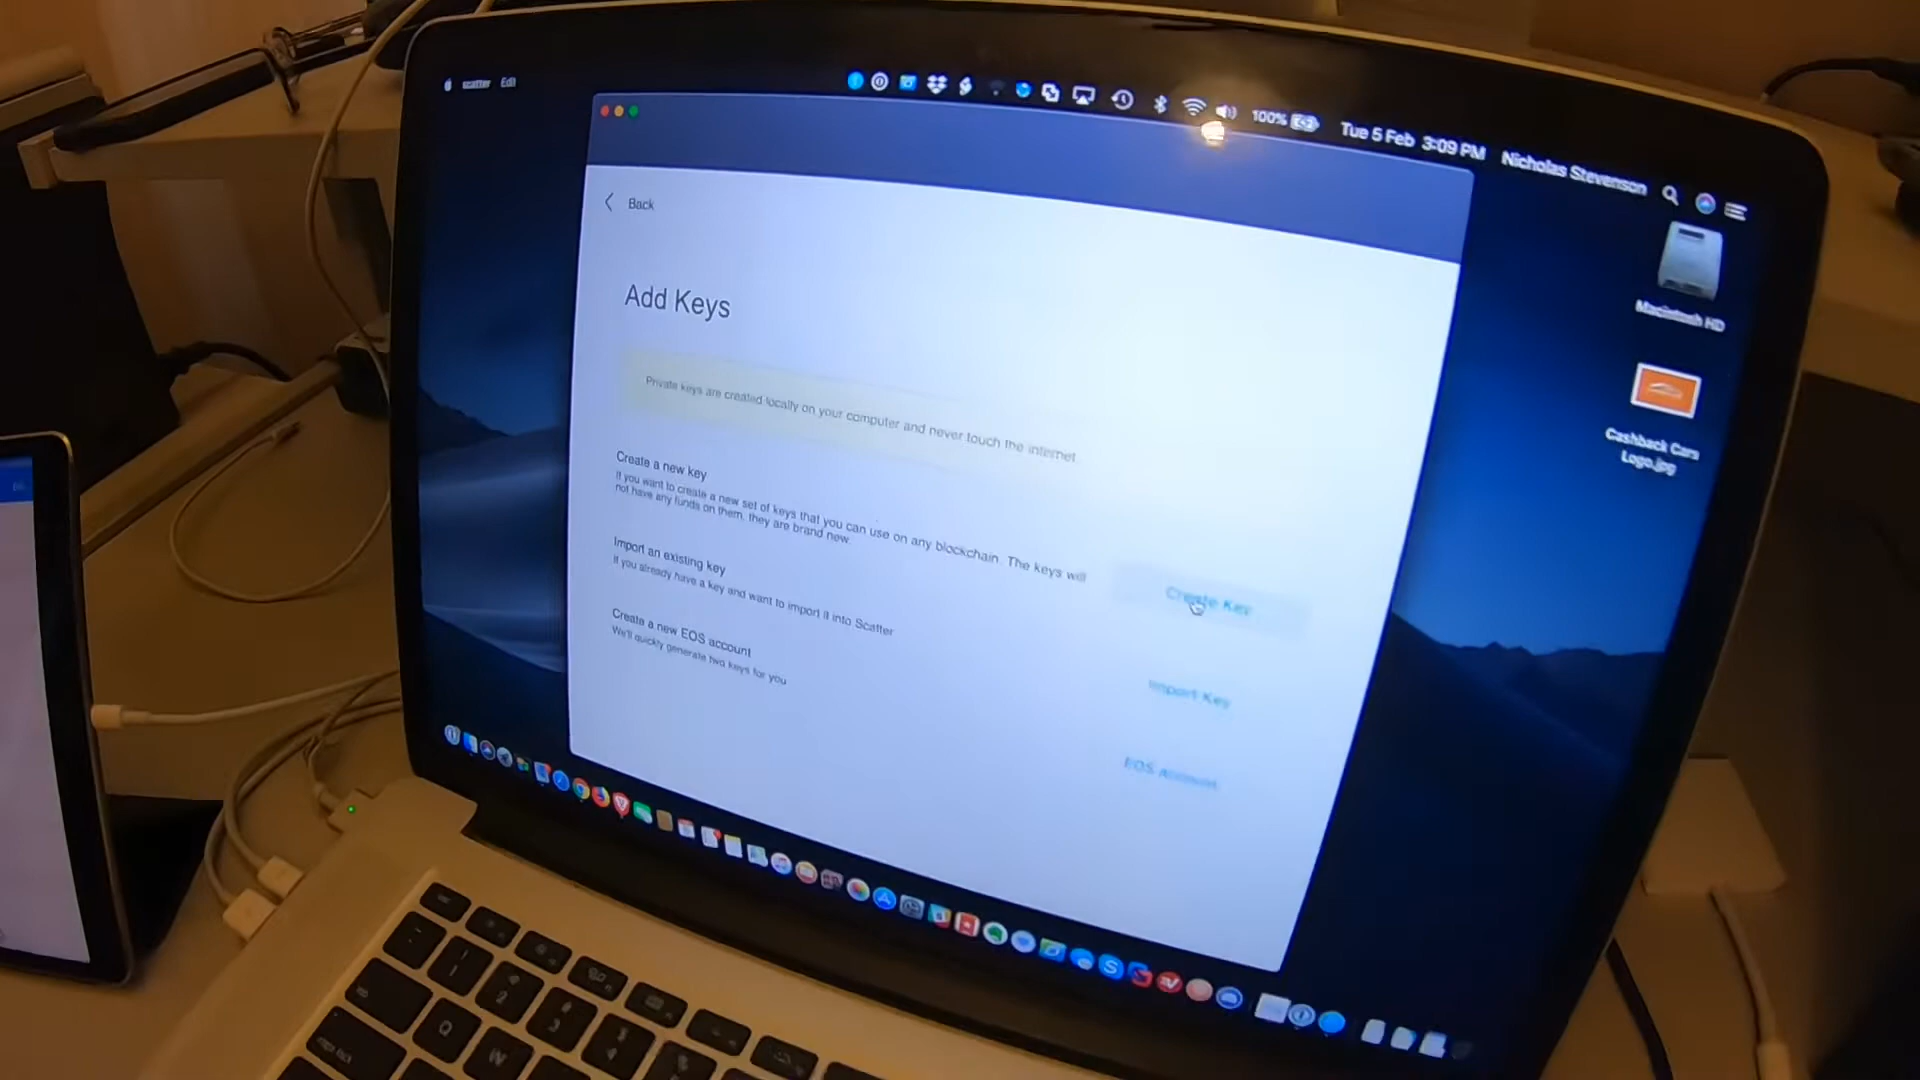 scatter Edit
100%
Tue 5 Feb 3:09 PM
Nicholas Stevenson
Back
Macintosh HD
Add Keys
Private keys are created locally on your computer and never touch the internet.
Cashback Cars
Logo.jpg
Create a new key
If you want to create a new set of keys that you can use on any blockchain. The keys will
not have any funds on them, they are brand new.
Create Key
Import an existing key
If you already have a key and want to import it into Scatter
Import Key
Create a new EOS account
We'll quickly generate two keys for you
EOS Account
Q
W